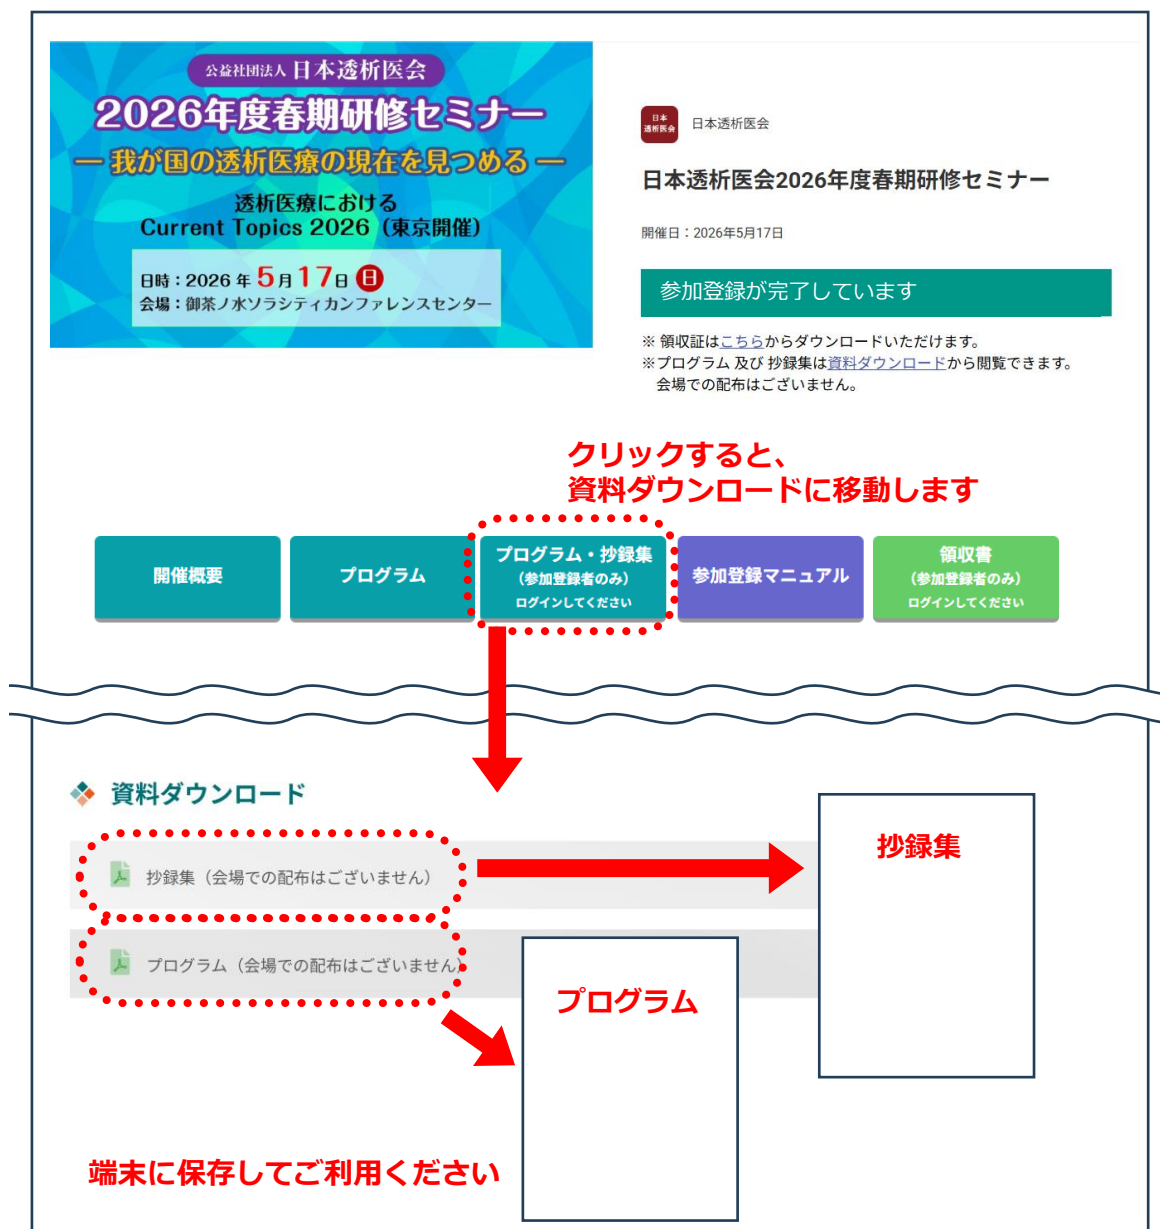 公益社団法人 日本透析医会
2026年度春期研修セミナー
― 我が国の透析医療の現在を見つめる ―
透析医療における
Current Topics 2026（東京開催）
日時：2026年 5月17日 日
会場：御茶ノ水ソラシティカンファレンスセンター
日本
透析医会
日本透析医会
日本透析医会2026年度春期研修セミナー
開催日：2026年5月17日
参加登録が完了しています
※ 領収証はこちらからダウンロードいただけます。
※プログラム 及び 抄録集は資料ダウンロードから閲覧できます。
会場での配布はございません。
クリックすると、
資料ダウンロードに移動します
開催概要
プログラム
プログラム・抄録集
（参加登録者のみ）
ログインしてください
参加登録マニュアル
領収書
（参加登録者のみ）
ログインしてください
資料ダウンロード
抄録集（会場での配布はございません）
抄録集
プログラム（会場での配布はございません）
プログラム
端末に保存してご利用ください